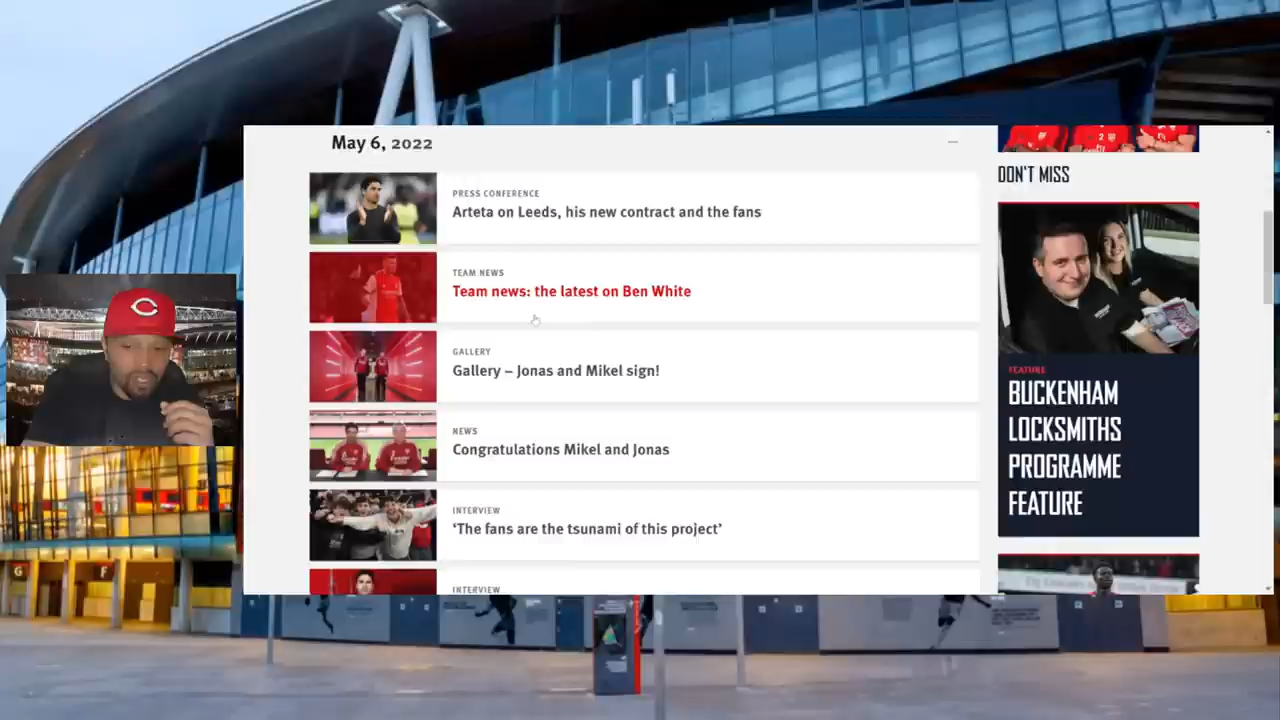 May 6, 2022
PRESS CONFERENCE
Arteta on Leeds, his new contract and the fans
TEAM NEWS
Team news: the latest on Ben White
GALLERY
Gallery – Jonas and Mikel sign!
NEWS
Congratulations Mikel and Jonas
INTERVIEW
‘The fans are the tsunami of this project’
INTERVIEW
DON'T MISS
FEATURE
BUCKENHAM
LOCKSMITHS
PROGRAMME
FEATURE
C
G
F